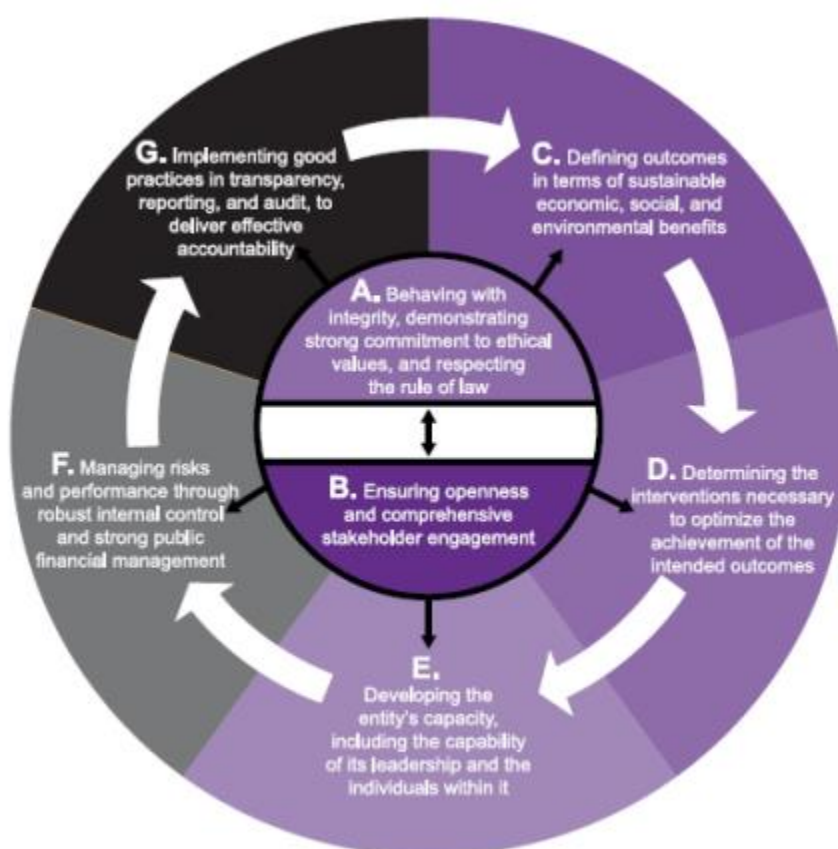 A. Behaving with
integrity, demonstrating
strong commitment to ethical
values, and respecting
the rule of law
B. Ensuring openness
and comprehensive
stakeholder engagement
C. Defining outcomes
in terms of sustainable
economic, social, and
environmental benefits
D. Determining the
interventions necessary
to optimize the
achievement of the
intended outcomes
E.
Developing the
entity's capacity,
including the capability
of its leadership and the
individuals within it
F. Managing risks
and performance through
robust internal control
and strong public
financial management
G. Implementing good
practices in transparency,
reporting, and audit, to
deliver effective
accountability